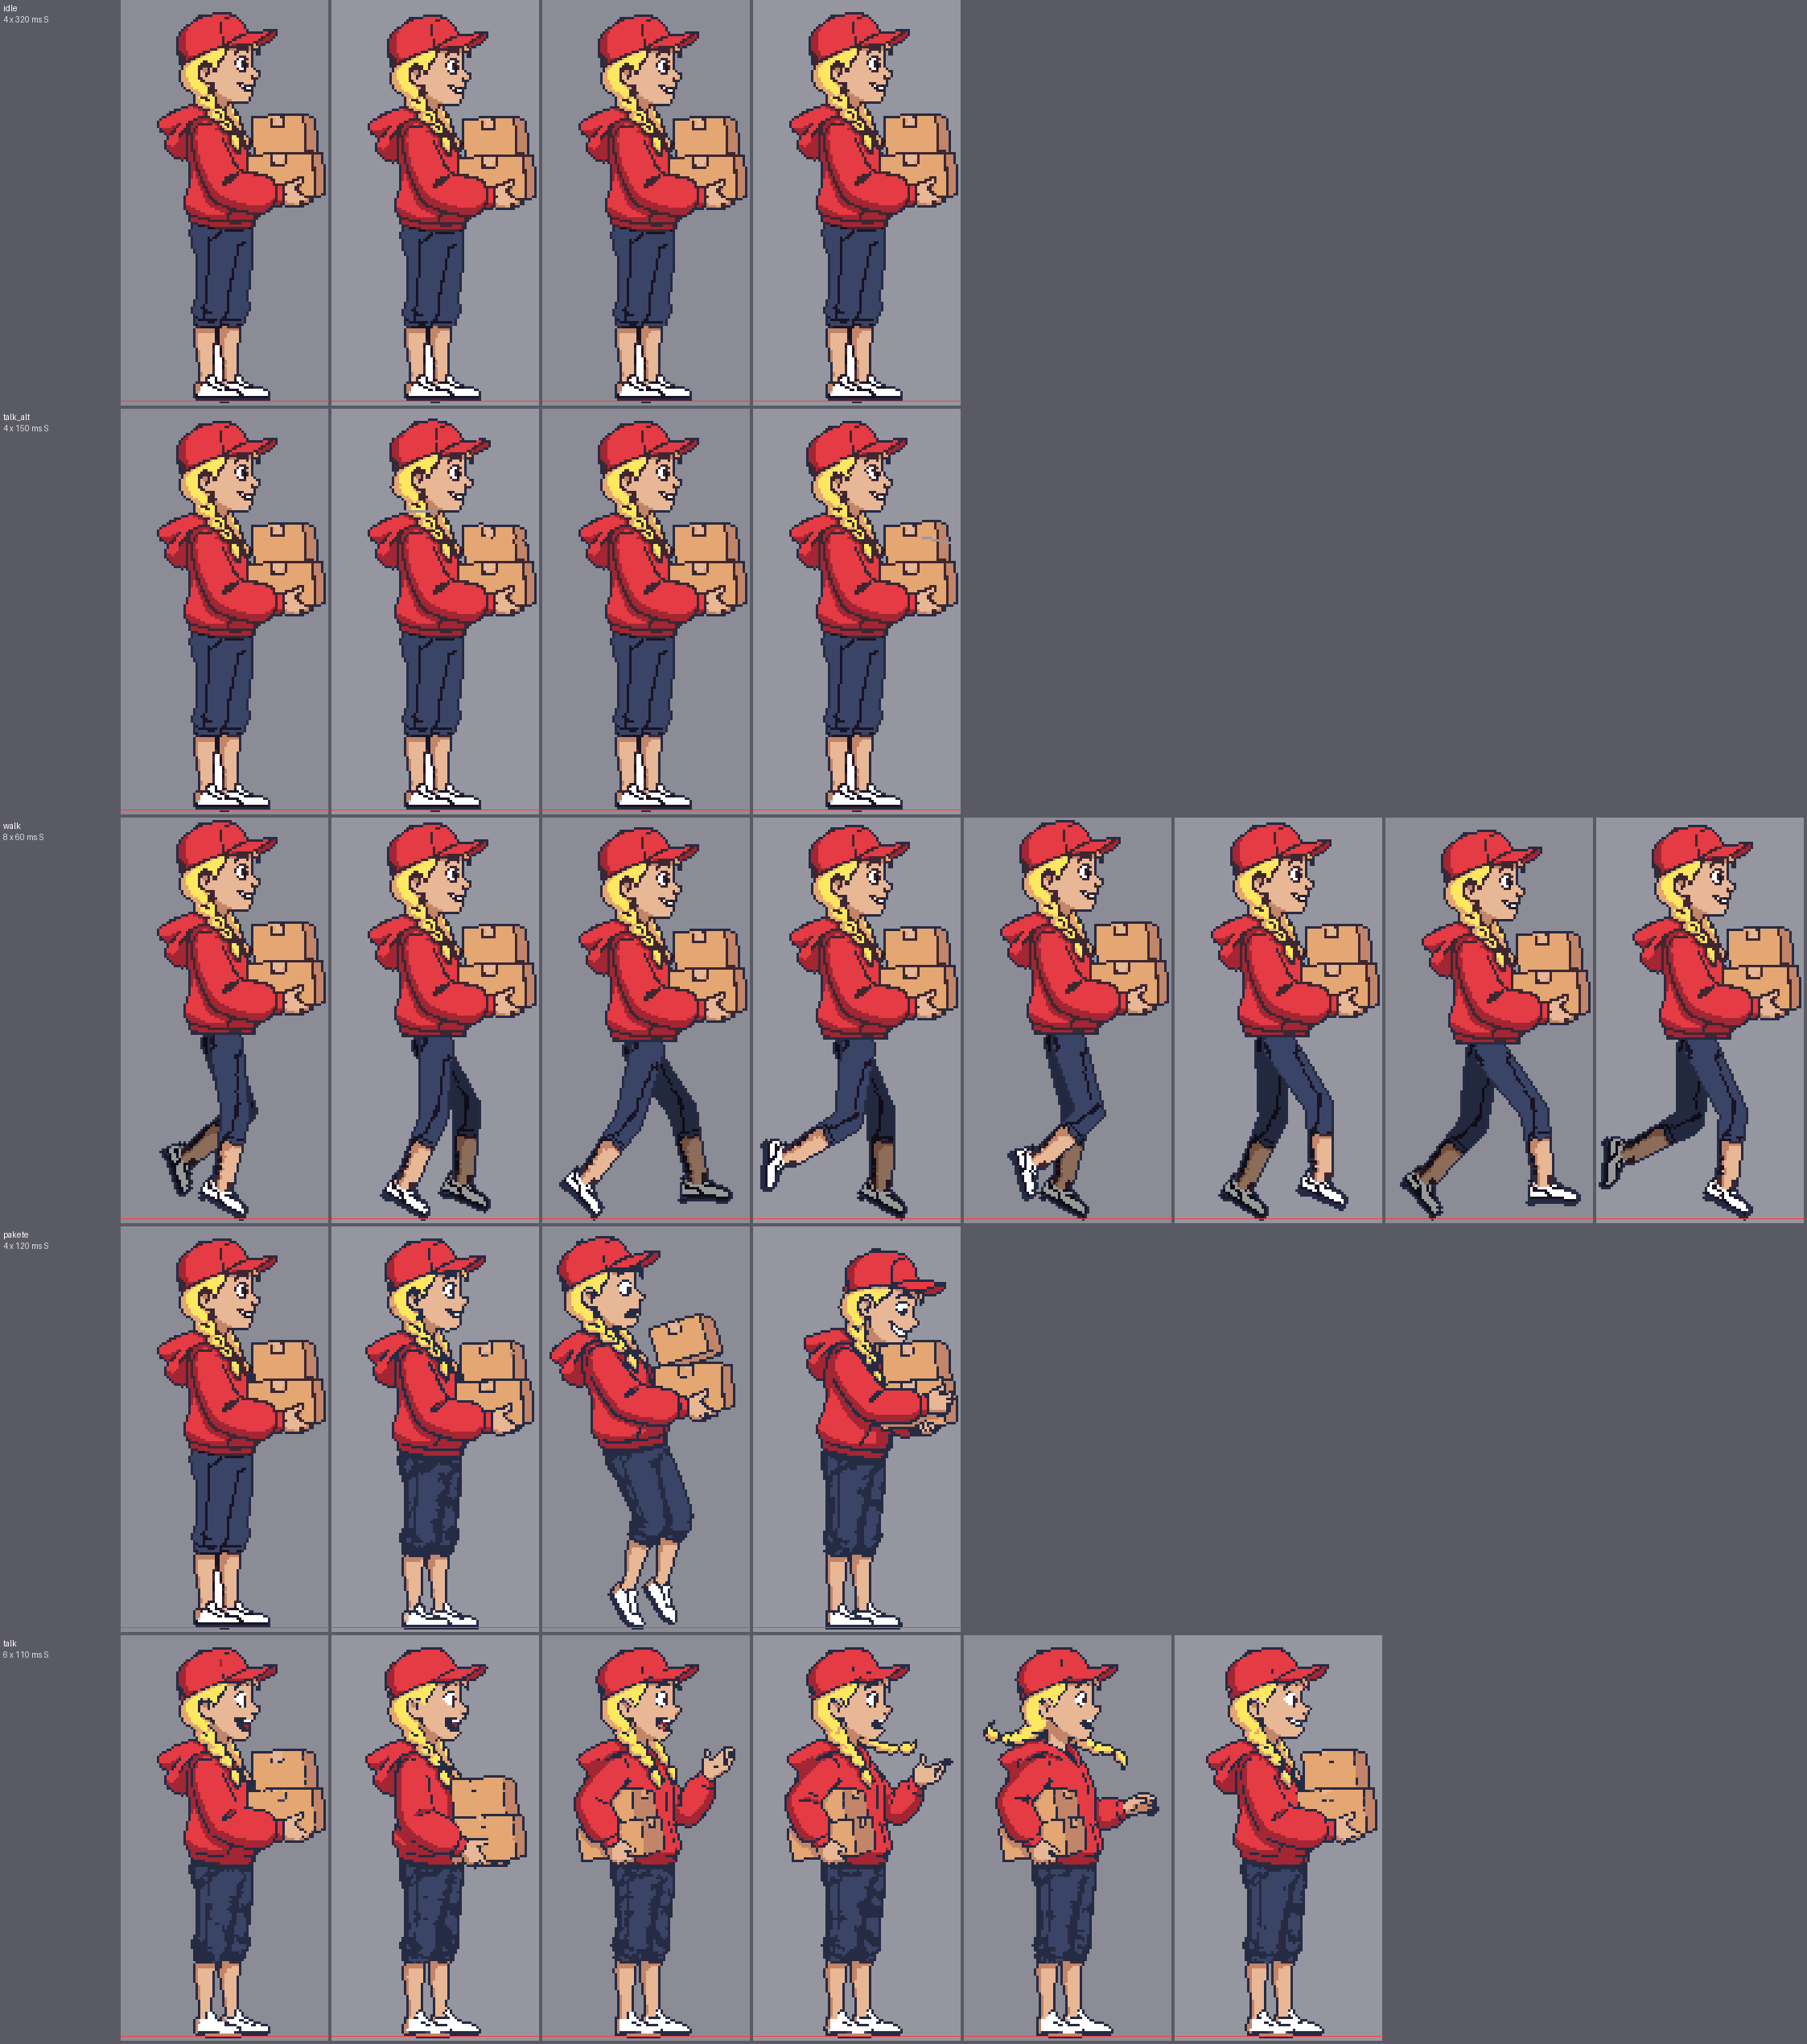 idle
4 x 320 ms S
talk_alt
4 x 150 ms S
walk
8 x 60 ms S
pakete
4 x 120 ms S
talk
6 x 110 ms S